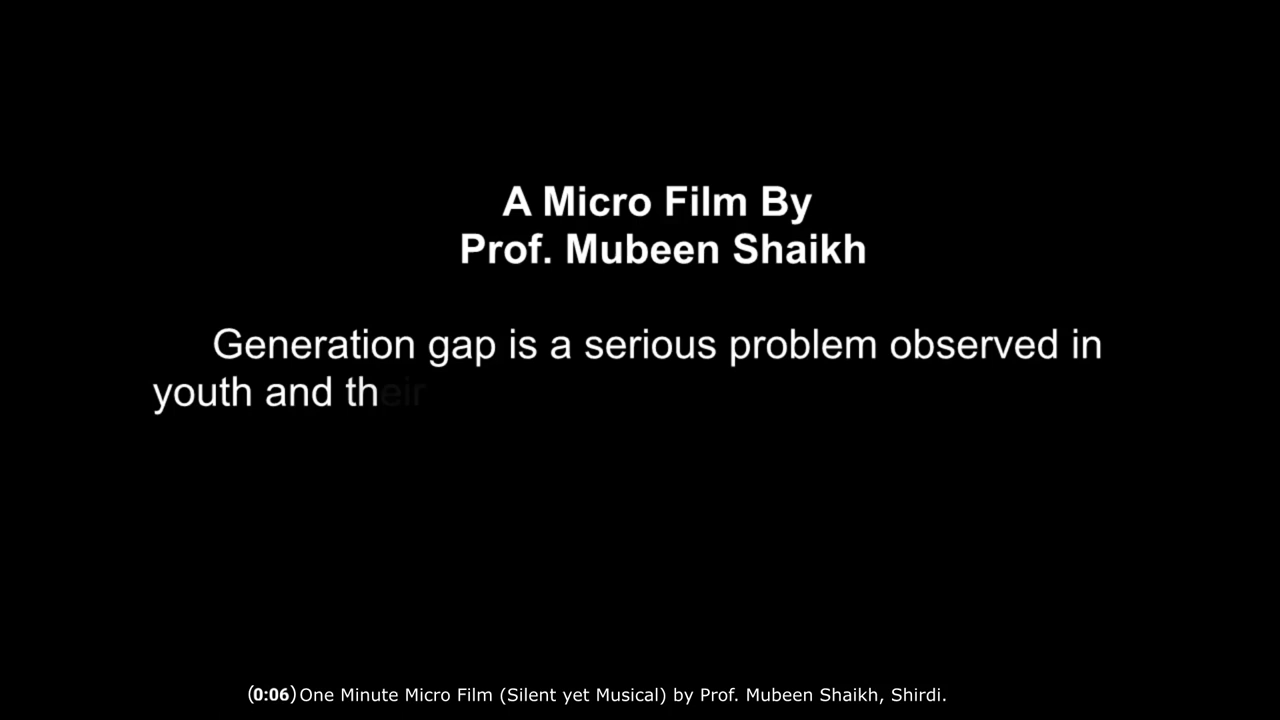 A Micro Film By
Prof. Mubeen Shaikh
Generation gap is a serious problem observed in
youth and their
(0:06) One Minute Micro Film (Silent yet Musical) by Prof. Mubeen Shaikh, Shirdi.